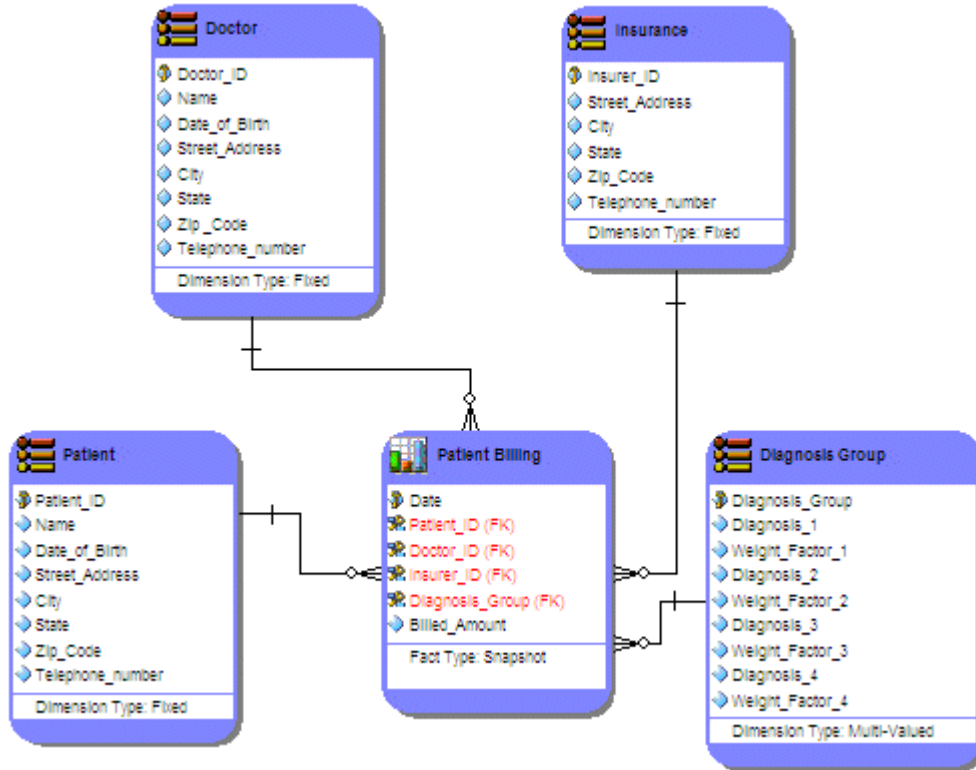 Doctor
Doctor_ID
Name
Date_of_Birth
Street_Address
City
State
Zip _Code
Telephone_number
Dimension Type: Fixed
Insurance
Insurer_ID
Street_Address
City
State
Zip_Code
Telephone_number
Dimension Type: Fixed
Patient
Patient_ID
Name
Date_of_Birth
Street_Address
City
State
Zip_Code
Telephone_number
Dimension Type: Fixed
Patient Billing
Date
Patient_ID (FK)
Doctor_ID (FK)
Insurer_ID (FK)
Diagnosis_Group (FK)
Billed_Amount
Fact Type: Snapshot
Diagnosis Group
Diagnosis_Group
Diagnosis_1
Weight_Factor_1
Diagnosis_2
Weight_Factor_2
Diagnosis_3
Weight_Factor_3
Diagnosis_4
Weight_Factor_4
Dimension Type: Multi-Valued